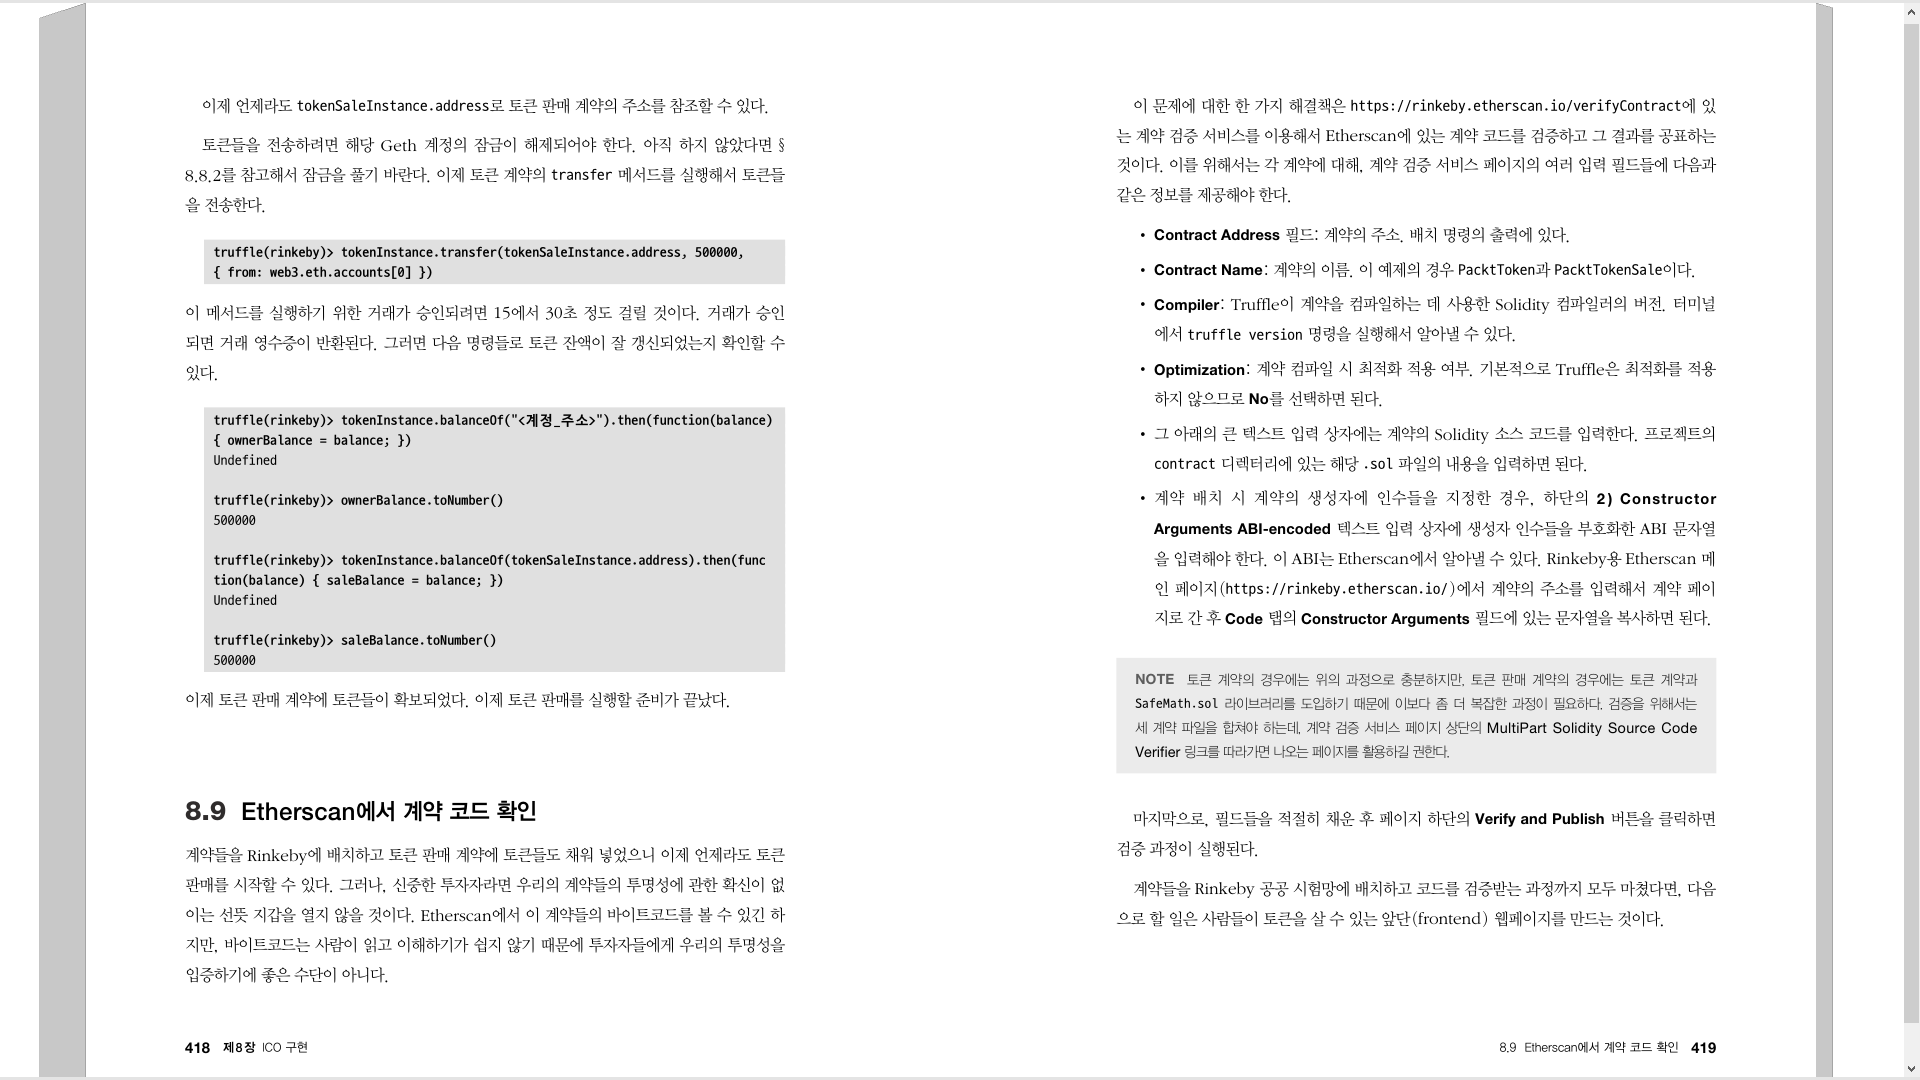 이제 언제라도 tokenSaleInstance.address로 토큰 판매 계약의 주소를 참조할 수 있다.
토큰들을 전송하려면 해당 Geth 계정의 잠금이 해제되어야 한다. 아직 하지 않았다면 §
8.8.2를 참고해서 잠금을 풀기 바란다. 이제 토큰 계약의 transfer 메서드를 실행해서 토큰들
을 전송한다.
truffle(rinkeby)> tokenInstance.transfer(tokenSaleInstance.address, 500000,
{ from: web3.eth.accounts[0] })
이 메서드를 실행하기 위한 거래가 승인되려면 15에서 30초 정도 걸릴 것이다. 거래가 승인
되면 거래 영수증이 반환된다. 그러면 다음 명령들로 토큰 잔액이 잘 갱신되었는지 확인할 수
있다.
truffle(rinkeby)> tokenInstance.balanceOf("<계정_주소>").then(function(balance)
{ ownerBalance = balance; })
Undefined
truffle(rinkeby)> ownerBalance.toNumber()
500000
truffle(rinkeby)> tokenInstance.balanceOf(tokenSaleInstance.address).then(func
tion(balance) { saleBalance = balance; })
Undefined
truffle(rinkeby)> saleBalance.toNumber()
500000
이제 토큰 판매 계약에 토큰들이 확보되었다. 이제 토큰 판매를 실행할 준비가 끝났다.
8.9 Etherscan에서 계약 코드 확인
계약들을 Rinkeby에 배치하고 토큰 판매 계약에 토큰들도 채워 넣었으니 이제 언제라도 토큰
판매를 시작할 수 있다. 그러나, 신중한 투자자라면 우리의 계약들의 투명성에 관한 확신이 없
이는 선뜻 지갑을 열지 않을 것이다. Etherscan에서 이 계약들의 바이트코드를 볼 수 있긴 하
지만, 바이트코드는 사람이 읽고 이해하기가 쉽지 않기 때문에 투자자들에게 우리의 투명성을
입증하기에 좋은 수단이 아니다.
418 제8장 ICO 구현
이 문제에 대한 한 가지 해결책은 https://rinkeby.etherscan.io/verifyContract에 있
는 계약 검증 서비스를 이용해서 Etherscan에 있는 계약 코드를 검증하고 그 결과를 공표하는
것이다. 이를 위해서는 각 계약에 대해, 계약 검증 서비스 페이지의 여러 입력 필드들에 다음과
같은 정보를 제공해야 한다.
• Contract Address 필드: 계약의 주소. 배치 명령의 출력에 있다.
• Contract Name: 계약의 이름. 이 예제의 경우 PacktToken과 PacktTokenSale이다.
• Compiler: Truffle이 계약을 컴파일하는 데 사용한 Solidity 컴파일러의 버전. 터미널
에서 truffle version 명령을 실행해서 알아낼 수 있다.
• Optimization: 계약 컴파일 시 최적화 적용 여부. 기본적으로 Truffle은 최적화를 적용
하지 않으므로 No를 선택하면 된다.
• 그 아래의 큰 텍스트 입력 상자에는 계약의 Solidity 소스 코드를 입력한다. 프로젝트의
contract 디렉터리에 있는 해당 .sol 파일의 내용을 입력하면 된다.
• 계약 배치 시 계약의 생성자에 인수들을 지정한 경우, 하단의 2) Constructor
Arguments ABI-encoded 텍스트 입력 상자에 생성자 인수들을 부호화한 ABI 문자열
을 입력해야 한다. 이 ABI는 Etherscan에서 알아낼 수 있다. Rinkeby용 Etherscan 메
인 페이지(https://rinkeby.etherscan.io/)에서 계약의 주소를 입력해서 계약 페이
지로 간 후 Code 탭의 Constructor Arguments 필드에 있는 문자열을 복사하면 된다.
NOTE 토큰 계약의 경우에는 위의 과정으로 충분하지만, 토큰 판매 계약의 경우에는 토큰 계약과
SafeMath.sol 라이브러리를 도입하기 때문에 이보다 좀 더 복잡한 과정이 필요하다. 검증을 위해서는
세 계약 파일을 합쳐야 하는데, 계약 검증 서비스 페이지 상단의 MultiPart Solidity Source Code
Verifier 링크를 따라가면 나오는 페이지를 활용하길 권한다.
마지막으로, 필드들을 적절히 채운 후 페이지 하단의 Verify and Publish 버튼을 클릭하면
검증 과정이 실행된다.
계약들을 Rinkeby 공공 시험망에 배치하고 코드를 검증받는 과정까지 모두 마쳤다면, 다음
으로 할 일은 사람들이 토큰을 살 수 있는 앞단(frontend) 웹페이지를 만드는 것이다.
8.9 Etherscan에서 계약 코드 확인 419